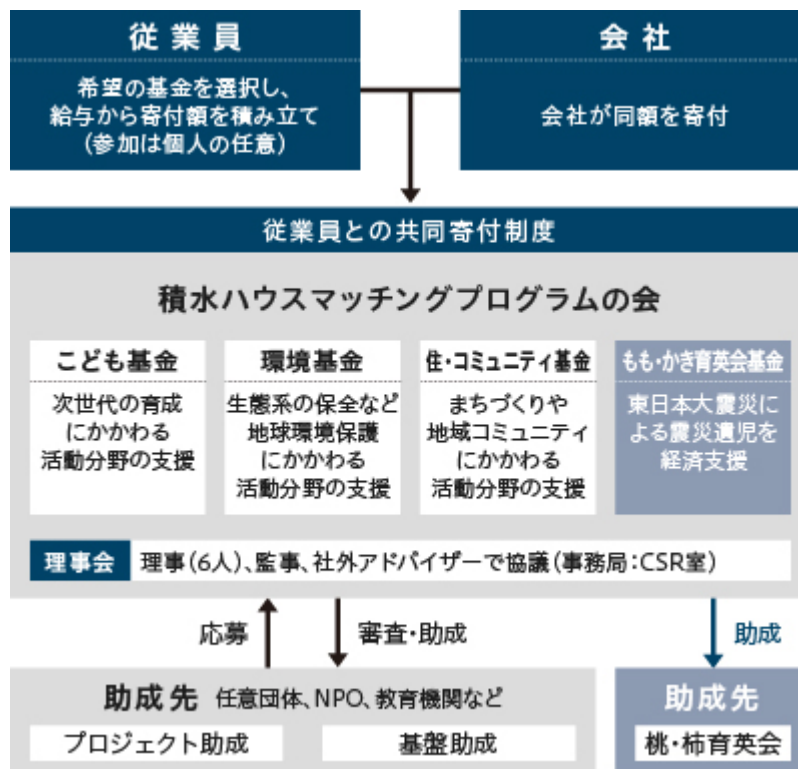 従業員
希望の基金を選択し、
給与から寄付額を積み立て
(参加は個人の任意)
会社
会社が同額を寄付
従業員との共同寄付制度
積水ハウスマッチングプログラムの会
こども基金
次世代の育成
にかかわる
活動分野の支援
環境基金
生態系の保全など
地球環境保護
にかかわる
活動分野の支援
住・コミュニティ基金
まちづくりや
地域コミュニティ
にかかわる
活動分野の支援
もも・かき育英会基金
東日本大震災に
よる震災遺児を
経済支援
理事会 理事(6人)、監事、社外アドバイザーで協議(事務局:CSR室)
応募
審査・助成
助成
助成先 任意団体、NPO、教育機関など
プロジェクト助成
基盤助成
助成先
桃・柿育英会